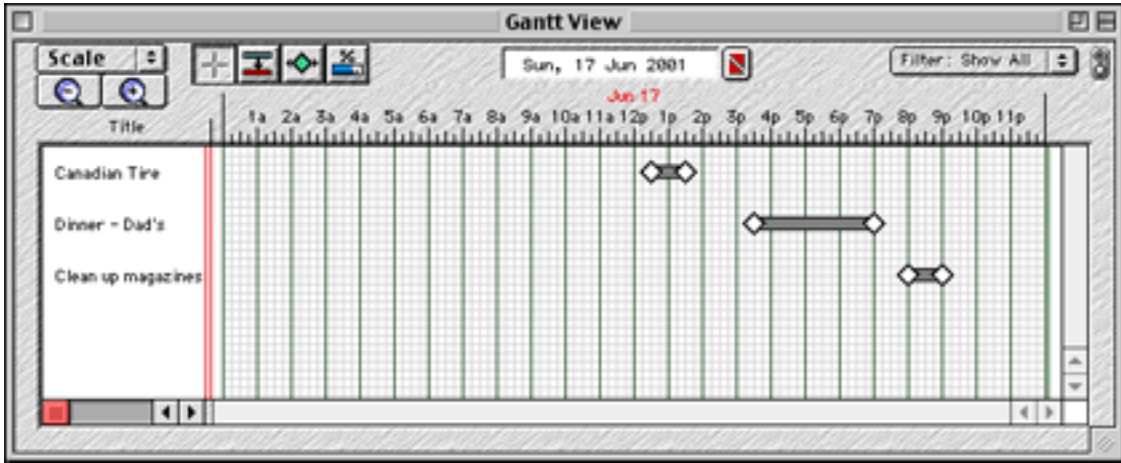 Gantt View
Scale
Sun, 17 Jun 2001
Filter: Show All
Jun 17
Title
1a 2a 3a 4a 5a 6a 7a 8a 9a 10a 11a 12p 1p 2p 3p 4p 5p 6p 7p 8p 9p 10p 11p
Canadian Tire
Dinner - Dad's
Clean up magazines